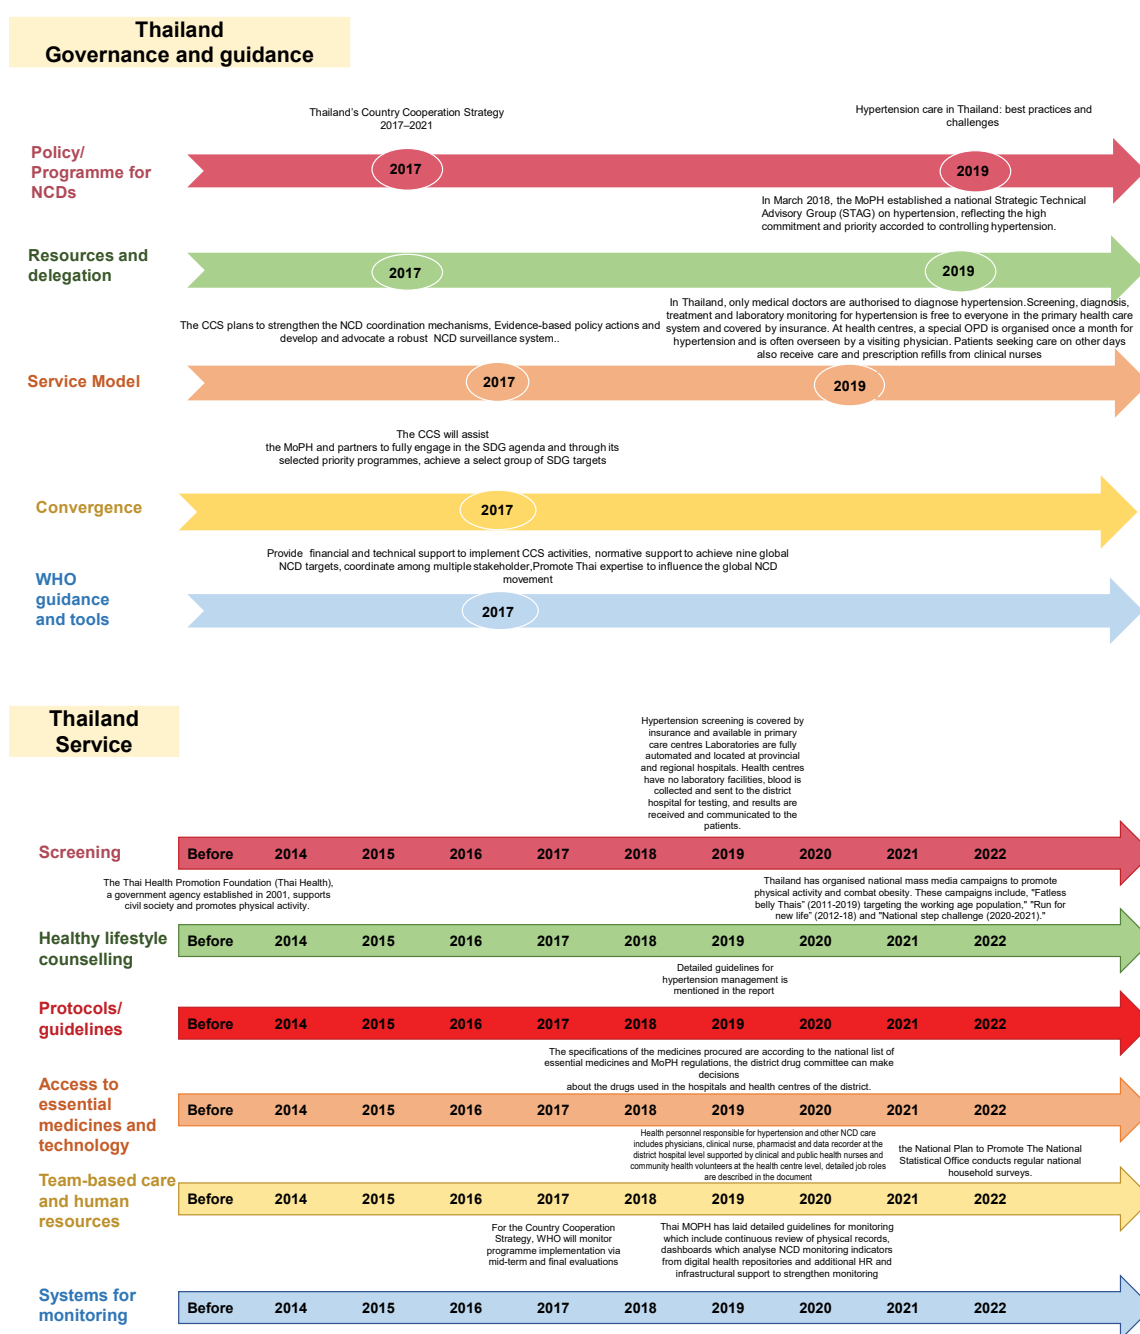 Thailand
Governance and guidance
Thailand's Country Cooperation Strategy
2017–2021
Hypertension care in Thailand: best practices and
challenges
Policy/
Programme for
NCDs
2017
2019
In March 2018, the MoPH established a national Strategic Technical
Advisory Group (STAG) on hypertension, reflecting the high
commitment and priority accorded to controlling hypertension.
Resources and
delegation
2017
2019
The CCS plans to strengthen the NCD coordination mechanisms, Evidence-based policy actions and
develop and advocate a robust NCD surveillance system..
In Thailand, only medical doctors are authorised to diagnose hypertension.Screening, diagnosis,
treatment and laboratory monitoring for hypertension is free to everyone in the primary health care
system and covered by insurance. At health centres, a special OPD is organised once a month for
hypertension and is often overseen by a visiting physician. Patients seeking care on other days
also receive care and prescription refills from clinical nurses
Service Model
2017
2019
The CCS will assist
the MoPH and partners to fully engage in the SDG agenda and through its
selected priority programmes, achieve a select group of SDG targets
Convergence
2017
Provide financial and technical support to implement CCS activities, normative support to achieve nine global
NCD targets, coordinate among multiple stakeholder,Promote Thai expertise to influence the global NCD
movement
WHO
guidance
and tools
2017
Thailand
Service
Hypertension screening is covered by
insurance and available in primary
care centres Laboratories are fully
automated and located at provincial
and regional hospitals. Health centres
have no laboratory facilities, blood is
collected and sent to the district
hospital for testing, and results are
received and communicated to the
patients.
Screening
Before 2014 2015 2016 2017 2018 2019 2020 2021 2022
The Thai Health Promotion Foundation (Thai Health),
a government agency established in 2001, supports
civil society and promotes physical activity.
Thailand has organised national mass media campaigns to promote
physical activity and combat obesity. These campaigns include, "Fatless
belly Thais" (2011-2019) targeting the working age population," "Run for
new life" (2012-18) and "National step challenge (2020-2021)."
Healthy lifestyle
counselling
Before 2014 2015 2016 2017 2018 2019 2020 2021 2022
Detailed guidelines for
hypertension management is
mentioned in the report
Protocols/
guidelines
Before 2014 2015 2016 2017 2018 2019 2020 2021 2022
The specifications of the medicines procured are according to the national list of
essential medicines and MoPH regulations, the district drug committee can make
decisions
about the drugs used in the hospitals and health centres of the district.
Access to
essential
medicines and
technology
Before 2014 2015 2016 2017 2018 2019 2020 2021 2022
Health personnel responsible for hypertension and other NCD care
includes physicians, clinical nurse, pharmacist and data recorder at the
district hospital level supported by clinical and public health nurses and
community health volunteers at the health centre level, detailed job roles
are described in the document
the National Plan to Promote The National
Statistical Office conducts regular national
household surveys.
Team-based care
and human
resources
Before 2014 2015 2016 2017 2018 2019 2020 2021 2022
For the Country Cooperation
Strategy, WHO will monitor
programme implementation via
mid-term and final evaluations
Thai MOPH has laid detailed guidelines for monitoring
which include continuous review of physical records,
dashboards which analyse NCD monitoring indicators
from digital health repositories and additional HR and
infrastructural support to strengthen monitoring
Systems for
monitoring
Before 2014 2015 2016 2017 2018 2019 2020 2021 2022